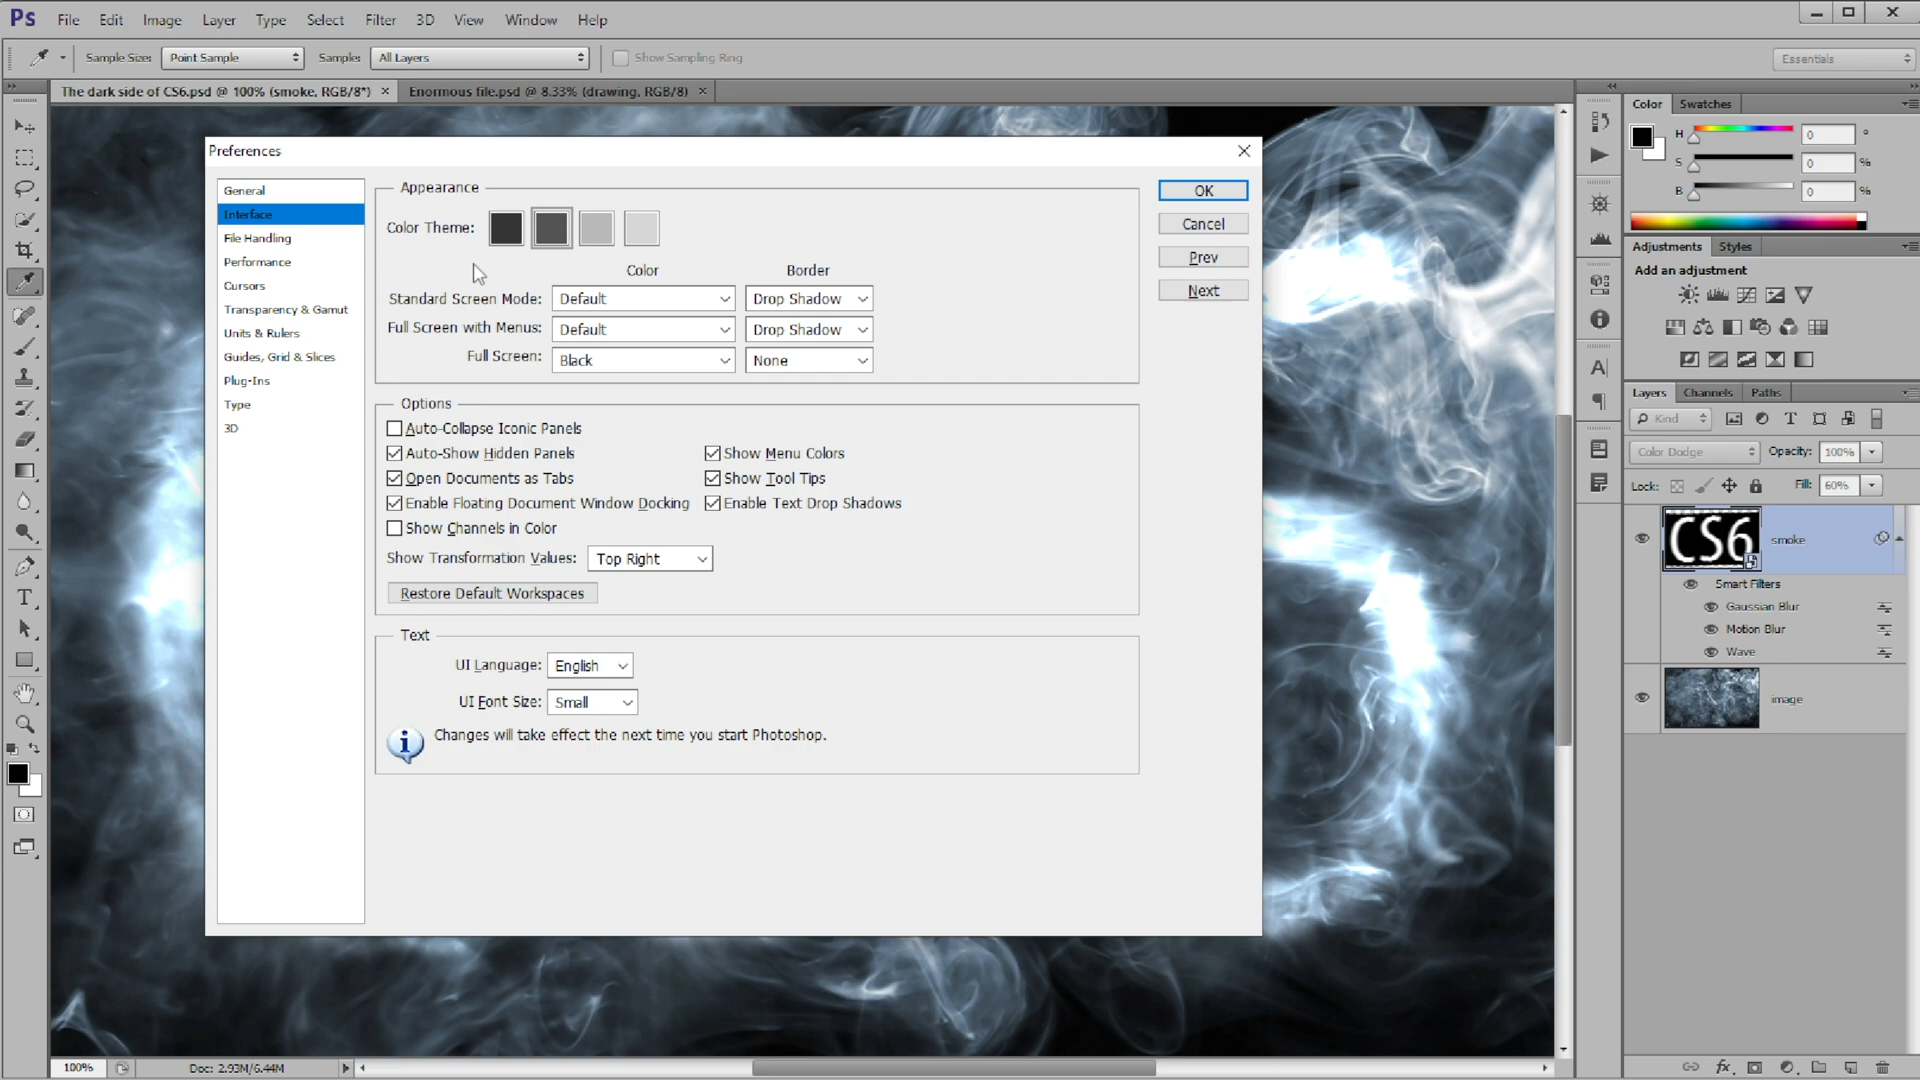 Ps File Edit Image Layer Type Select Filter 3D View Window Help
Sample Size: Point Sample Sample: All Layers Show Sampling Ring Essentials
The dark side of CS6.psd @ 100% (smoke, RGB/8*) × Enormous file.psd @ 8.33% (drawing, RGB/8) ×
Preferences
General
Interface
File Handling
Performance
Cursors
Transparency & Gamut
Units & Rulers
Guides, Grid & Slices
Plug-Ins
Type
3D
Appearance
Color Theme:
Color Border
Standard Screen Mode: Default Drop Shadow
Full Screen with Menus: Default Drop Shadow
Full Screen: Black None
OK
Cancel
Prev
Next
Options
Auto-Collapse Iconic Panels
Auto-Show Hidden Panels Show Menu Colors
Open Documents as Tabs Show Tool Tips
Enable Floating Document Window Docking Enable Text Drop Shadows
Show Channels in Color
Show Transformation Values: Top Right
Restore Default Workspaces
Text
UI Language: English
UI Font Size: Small
Changes will take effect the next time you start Photoshop.
Color Swatches
H 0 °
S 0 %
B 0 %
Adjustments Styles
Add an adjustment
Layers Channels Paths
Kind
Color Dodge Opacity: 100%
Lock: Fill: 60%
CS6 smoke
Smart Filters
Gaussian Blur
Motion Blur
Wave
image
100% Doc: 2.93M/6.44M